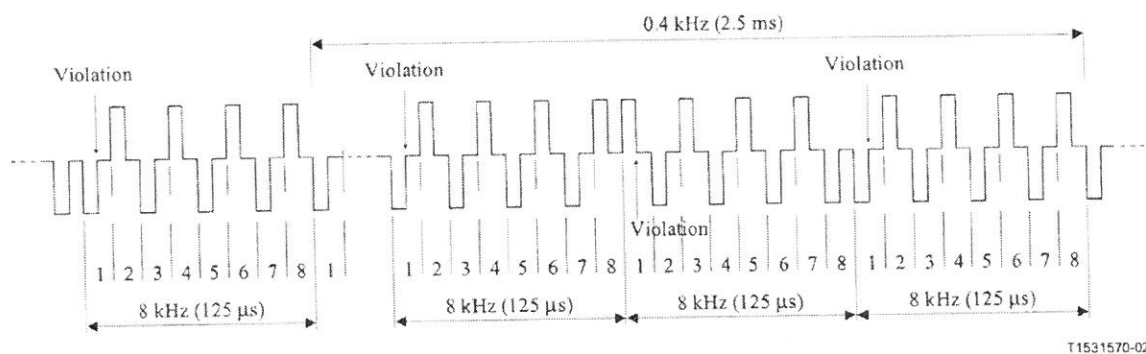 0.4 kHz (2.5 ms)
Violation
Violation
Violation
Violation
1 2 3 4 5 6 7 8 1 1 2 3 4 5 6 7 8 1 2 3 4 5 6 7 8 1 2 3 4 5 6 7 8
8 kHz (125 µs) 8 kHz (125 µs) 8 kHz (125 µs) 8 kHz (125 µs)
T1531570-02